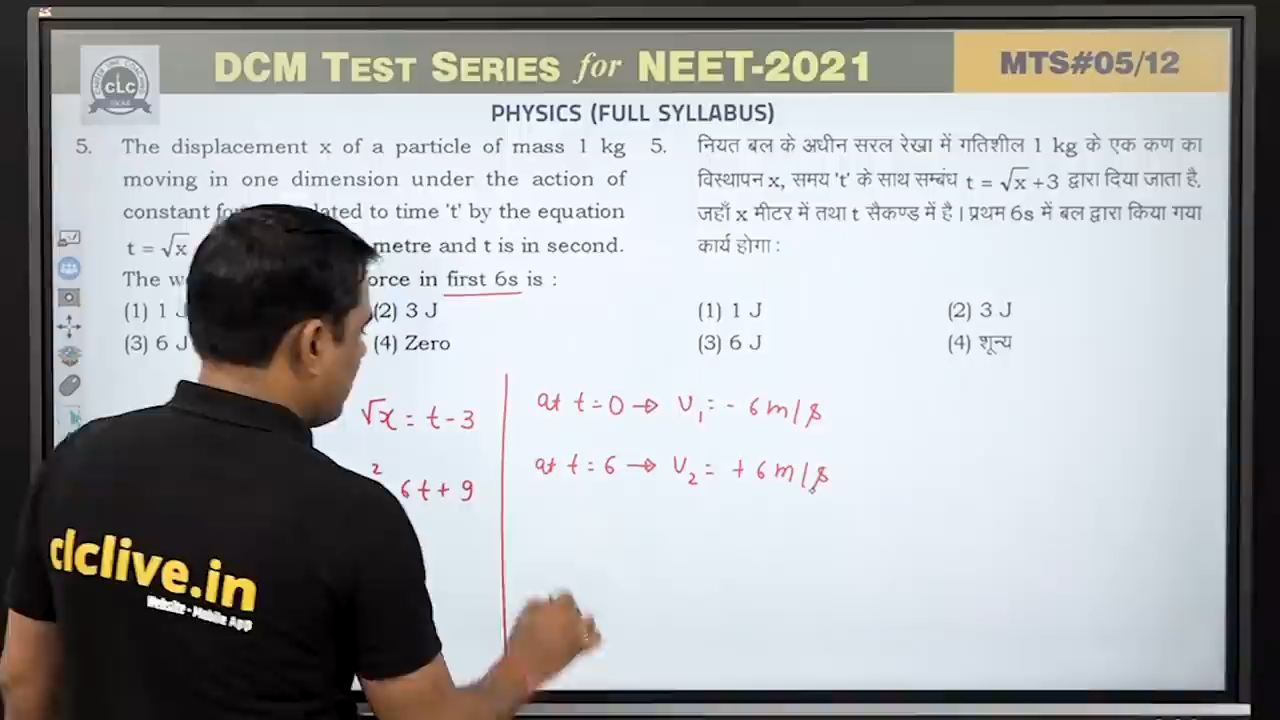 DCM TEST SERIES for NEET-2021
MTS#05/12
CLC
PHYSICS (FULL SYLLABUS)
5. The displacement x of a particle of mass 1 kg
moving in one dimension under the action of
constant lated to time 't' by the equation
t = √x metre and t is in second.
The orce in first 6s is :
(1) 1 J (2) 3 J
(3) 6 J (4) Zero
5. नियत बल के अधीन सरल रेखा में गतिशील 1 kg के एक कण का
विस्थापन x, समय 't' के साथ सम्बंध t = √x +3 द्वारा दिया जाता है,
जहाँ x मीटर में तथा t सैकण्ड में है। प्रथम 6s में बल द्वारा किया गया
कार्य होगा :
(1) 1 J (2) 3 J
(3) 6 J (4) शून्य
√x = t - 3
2 6t + 9
at t = 0 → v₁ = - 6 m/s
at t = 6 → v₂ = + 6 m/s
clclive.in
Website - Mobile App